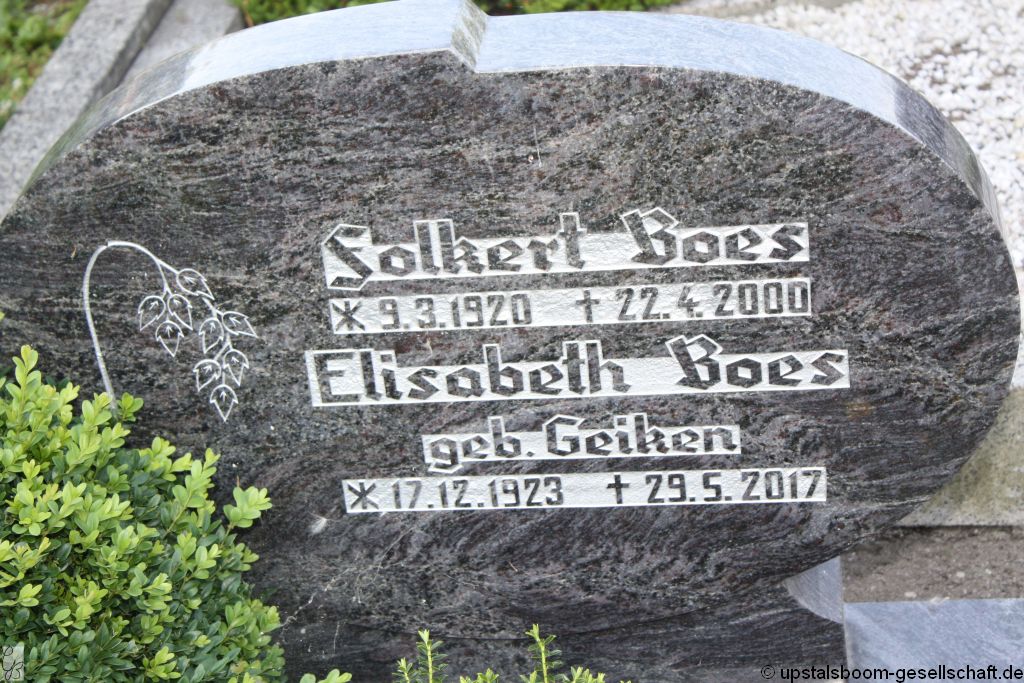 Folkert Boes
* 9.3.1920 † 22.4.2000
Elisabeth Boes
geb. Geiken
* 17.12.1923 † 29.5.2017
© upstalsboom-gesellschaft.de